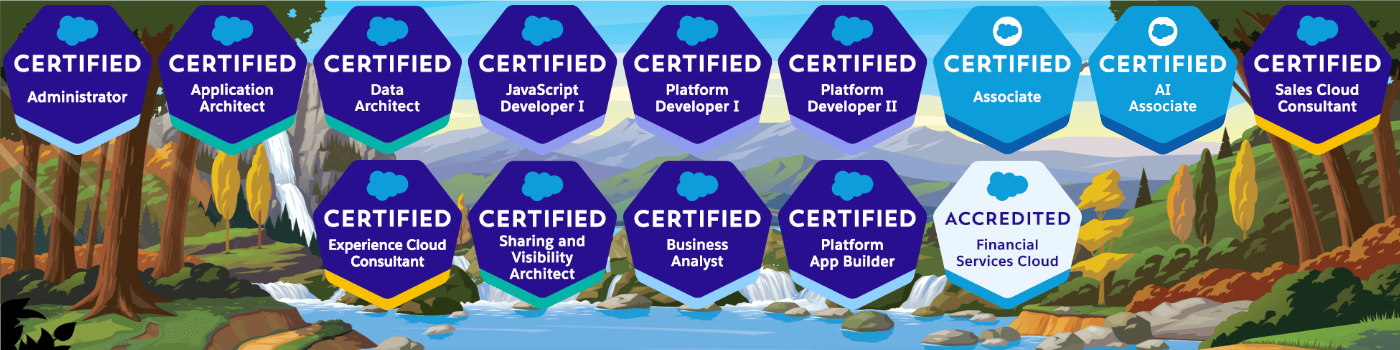 CERTIFIED
Administrator
CERTIFIED
Application
Architect
CERTIFIED
Data
Architect
CERTIFIED
JavaScript
Developer I
CERTIFIED
Platform
Developer I
CERTIFIED
Platform
Developer II
CERTIFIED
Associate
CERTIFIED
AI
Associate
CERTIFIED
Sales Cloud
Consultant
CERTIFIED
Experience Cloud
Consultant
CERTIFIED
Sharing and
Visibility
Architect
CERTIFIED
Business
Analyst
CERTIFIED
Platform
App Builder
ACCREDITED
Financial
Services Cloud